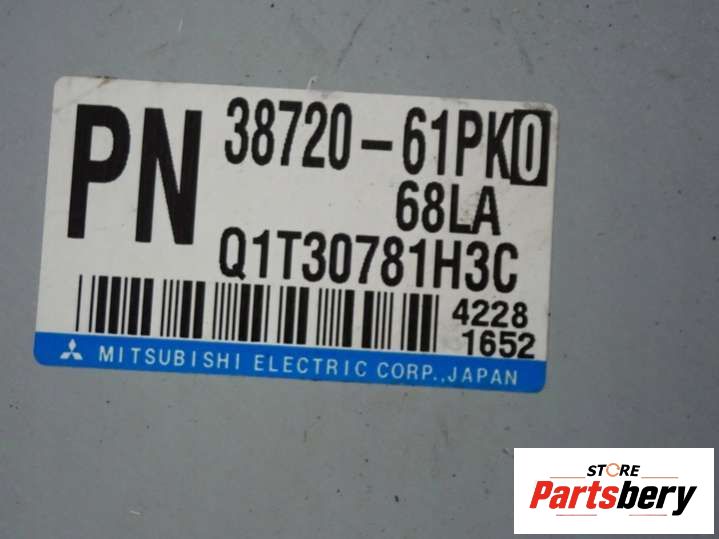 PN
38720-61PK0
68LA
Q1T30781H3C
4228
1652
MITSUBISHI ELECTRIC CORP.,JAPAN
STORE
Partsbery